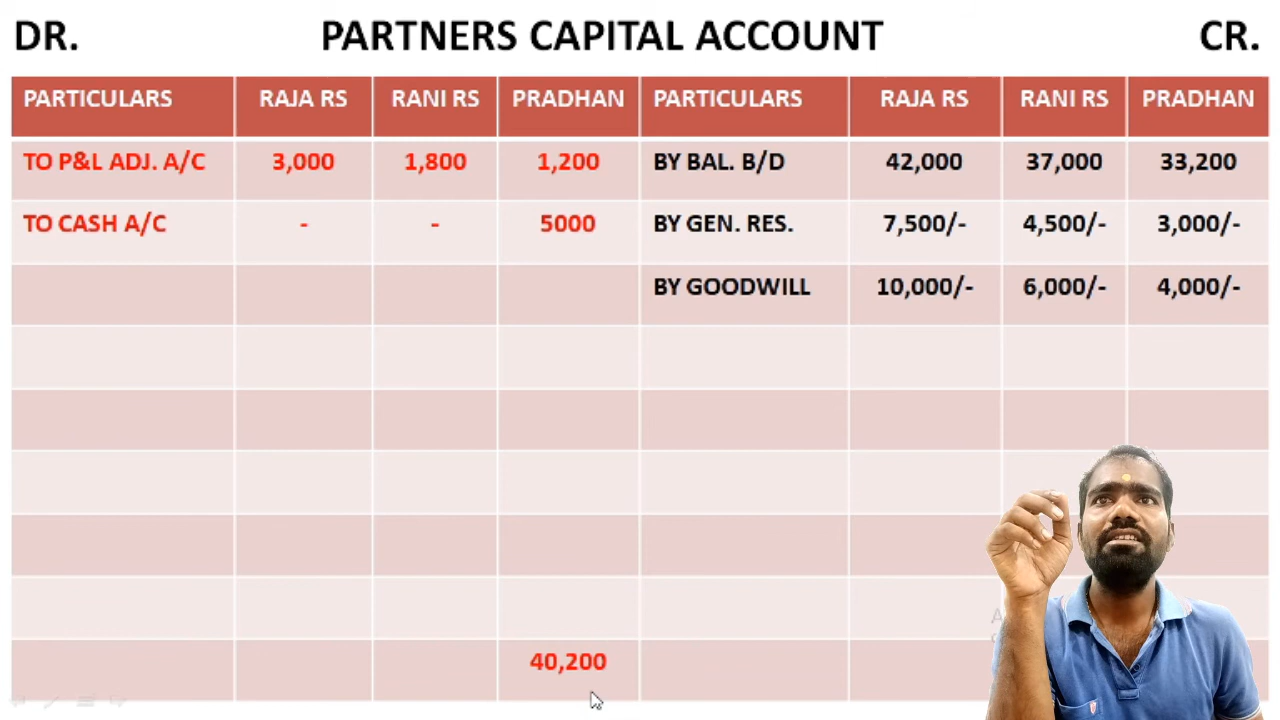 DR. PARTNERS CAPITAL ACCOUNT CR.
PARTICULARS RAJA RS RANI RS PRADHAN PARTICULARS RAJA RS RANI RS PRADHAN
TO P&L ADJ. A/C 3,000 1,800 1,200 BY BAL. B/D 42,000 37,000 33,200
TO CASH A/C - - 5000 BY GEN. RES. 7,500/- 4,500/- 3,000/-
BY GOODWILL 10,000/- 6,000/- 4,000/-
40,200